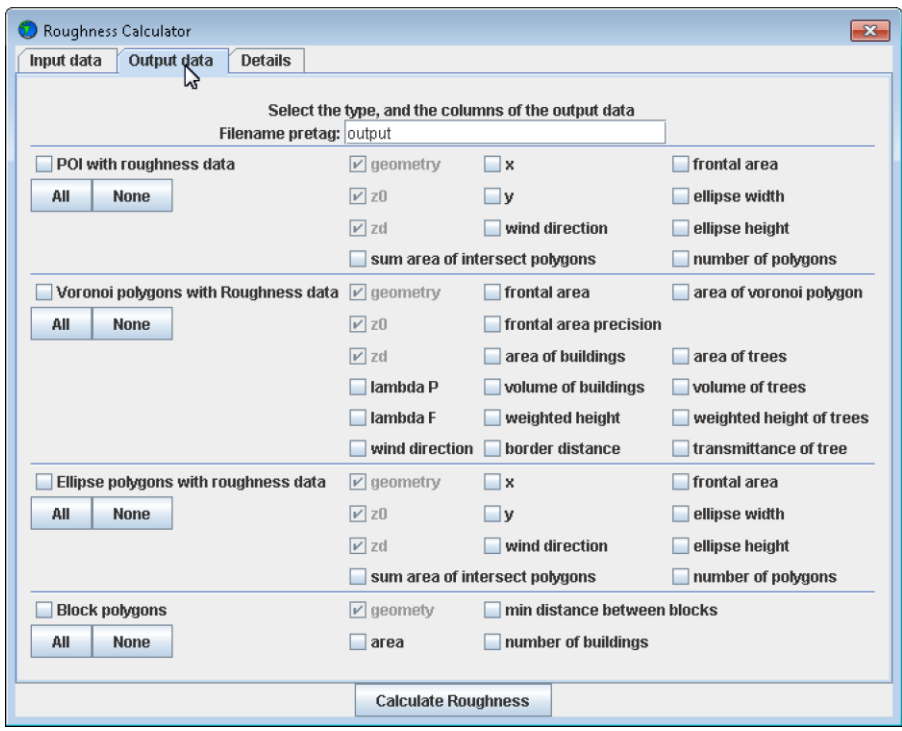 Roughness Calculator
Input data Output data Details
Select the type, and the columns of the output data
Filename pretag: output
POI with roughness data geometry x frontal area
All None z0 y ellipse width
zd wind direction ellipse height
sum area of intersect polygons number of polygons
Voronoi polygons with Roughness data geometry frontal area area of voronoi polygon
All None z0 frontal area precision
zd area of buildings area of trees
lambda P volume of buildings volume of trees
lambda F weighted height weighted height of trees
wind direction border distance transmittance of tree
Ellipse polygons with roughness data geometry x frontal area
All None z0 y ellipse width
zd wind direction ellipse height
sum area of intersect polygons number of polygons
Block polygons geomety min distance between blocks
All None area number of buildings
Calculate Roughness